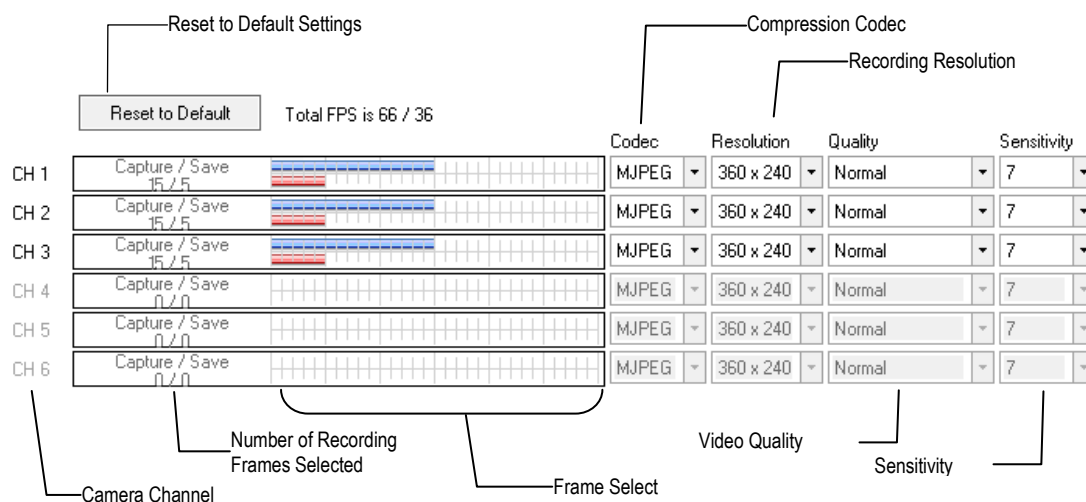 Reset to Default Settings
Compression Codec
Recording Resolution
Reset to Default
Total FPS is 66 / 36
Codec Resolution Quality Sensitivity
CH 1 Capture / Save MJPEG 360 x 240 Normal 7
15 / 5
CH 2 Capture / Save MJPEG 360 x 240 Normal 7
15 / 5
CH 3 Capture / Save MJPEG 360 x 240 Normal 7
15 / 5
CH 4 Capture / Save MJPEG 360 x 240 Normal 7
0 / 0
CH 5 Capture / Save MJPEG 360 x 240 Normal 7
0 / 0
CH 6 Capture / Save MJPEG 360 x 240 Normal 7
0 / 0
Number of Recording
Frames Selected
Video Quality
Sensitivity
Camera Channel
Frame Select